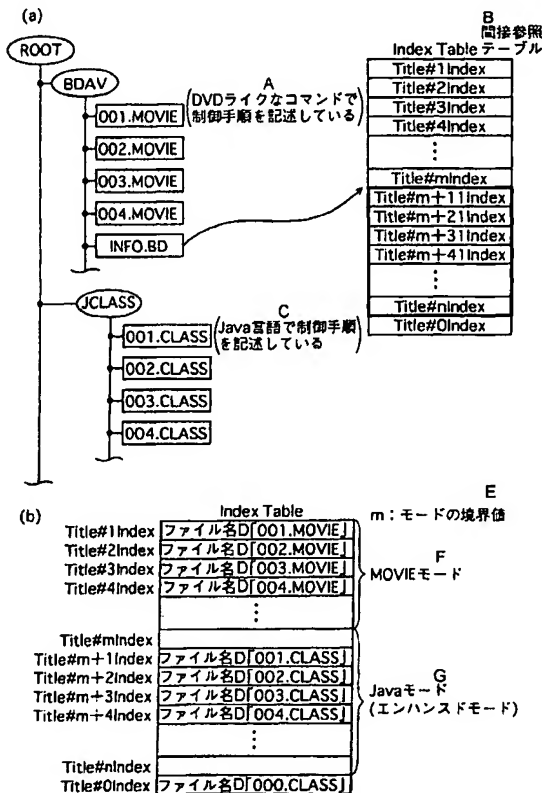 (a)
B
間接参照
Index Table テーブル
ROOT
BDAV
A
001.MOVIE
(DVDライクなコマンドで
制御手順を記述している)
002.MOVIE
003.MOVIE
004.MOVIE
INFO.BD
Title#1Index
Title#2Index
Title#3Index
Title#4Index
⋮
Title#mIndex
Title#m+11Index
Title#m+21Index
Title#m+31Index
Title#m+41Index
⋮
Title#nIndex
Title#0Index
JCLASS
C
001.CLASS
(Java言語で制御手順
を記述している)
002.CLASS
003.CLASS
004.CLASS
(b)
Index Table
E
m:モードの境界値
Title#1Index ファイル名D「001.MOVIE」
Title#2Index ファイル名D「002.MOVIE」
Title#3Index ファイル名D「003.MOVIE」
Title#4Index ファイル名D「004.MOVIE」
⋮
F
MOVIEモード
Title#mIndex
Title#m+1Index ファイル名D「001.CLASS」
Title#m+2Index ファイル名D「002.CLASS」
Title#m+3Index ファイル名D「003.CLASS」
Title#m+4Index ファイル名D「004.CLASS」
⋮
G
Javaモード
(エンハンスドモード)
Title#nIndex
Title#0Index ファイル名D「000.CLASS」